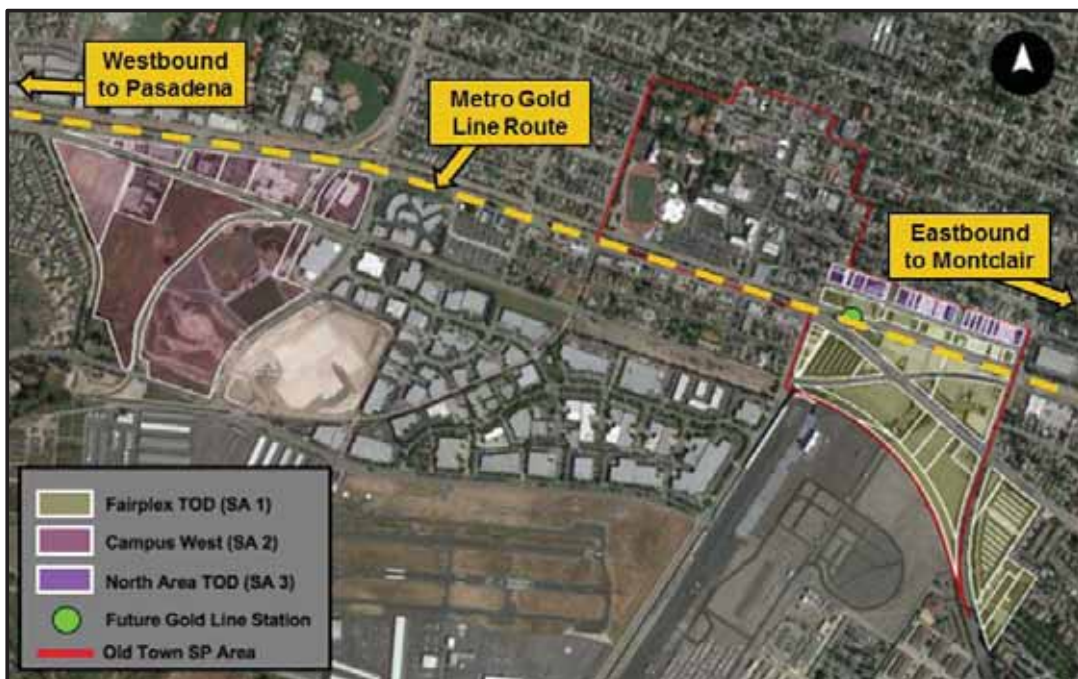 Westbound
to Pasadena
Metro Gold
Line Route
Eastbound
to Montclair
Fairplex TOD (SA 1)
Campus West (SA 2)
North Area TOD (SA 3)
Future Gold Line Station
Old Town SP Area